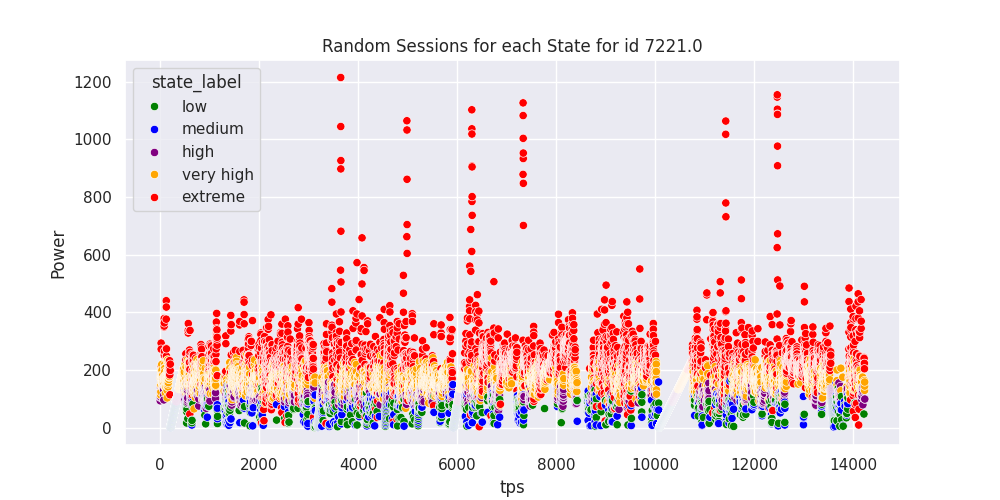 Random Sessions for each State for id 7221.0
state_label
low
medium
high
very high
extreme
Power
1200
1000
800
600
400
200
0
0 2000 4000 6000 8000 10000 12000 14000
tps